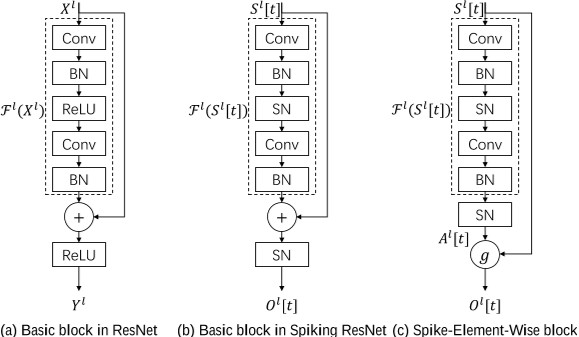 X^l
Conv
BN
ReLU
Conv
BN
F^l(X^l)
+
ReLU
Y^l
(a) Basic block in ResNet
S^l[t]
Conv
BN
SN
Conv
BN
F^l(S^l[t])
+
SN
O^l[t]
(b) Basic block in Spiking ResNet
S^l[t]
Conv
BN
SN
Conv
BN
F^l(S^l[t])
SN
A^l[t]
g
O^l[t]
(c) Spike-Element-Wise block